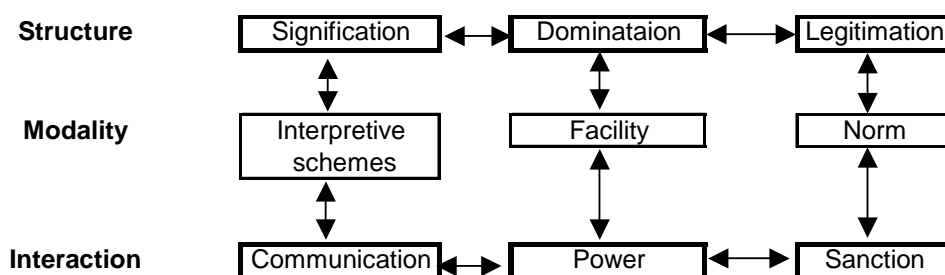 Structure Signification Dominataion Legitimation
Modality Interpretive schemes Facility Norm
Interaction Communication Power Sanction